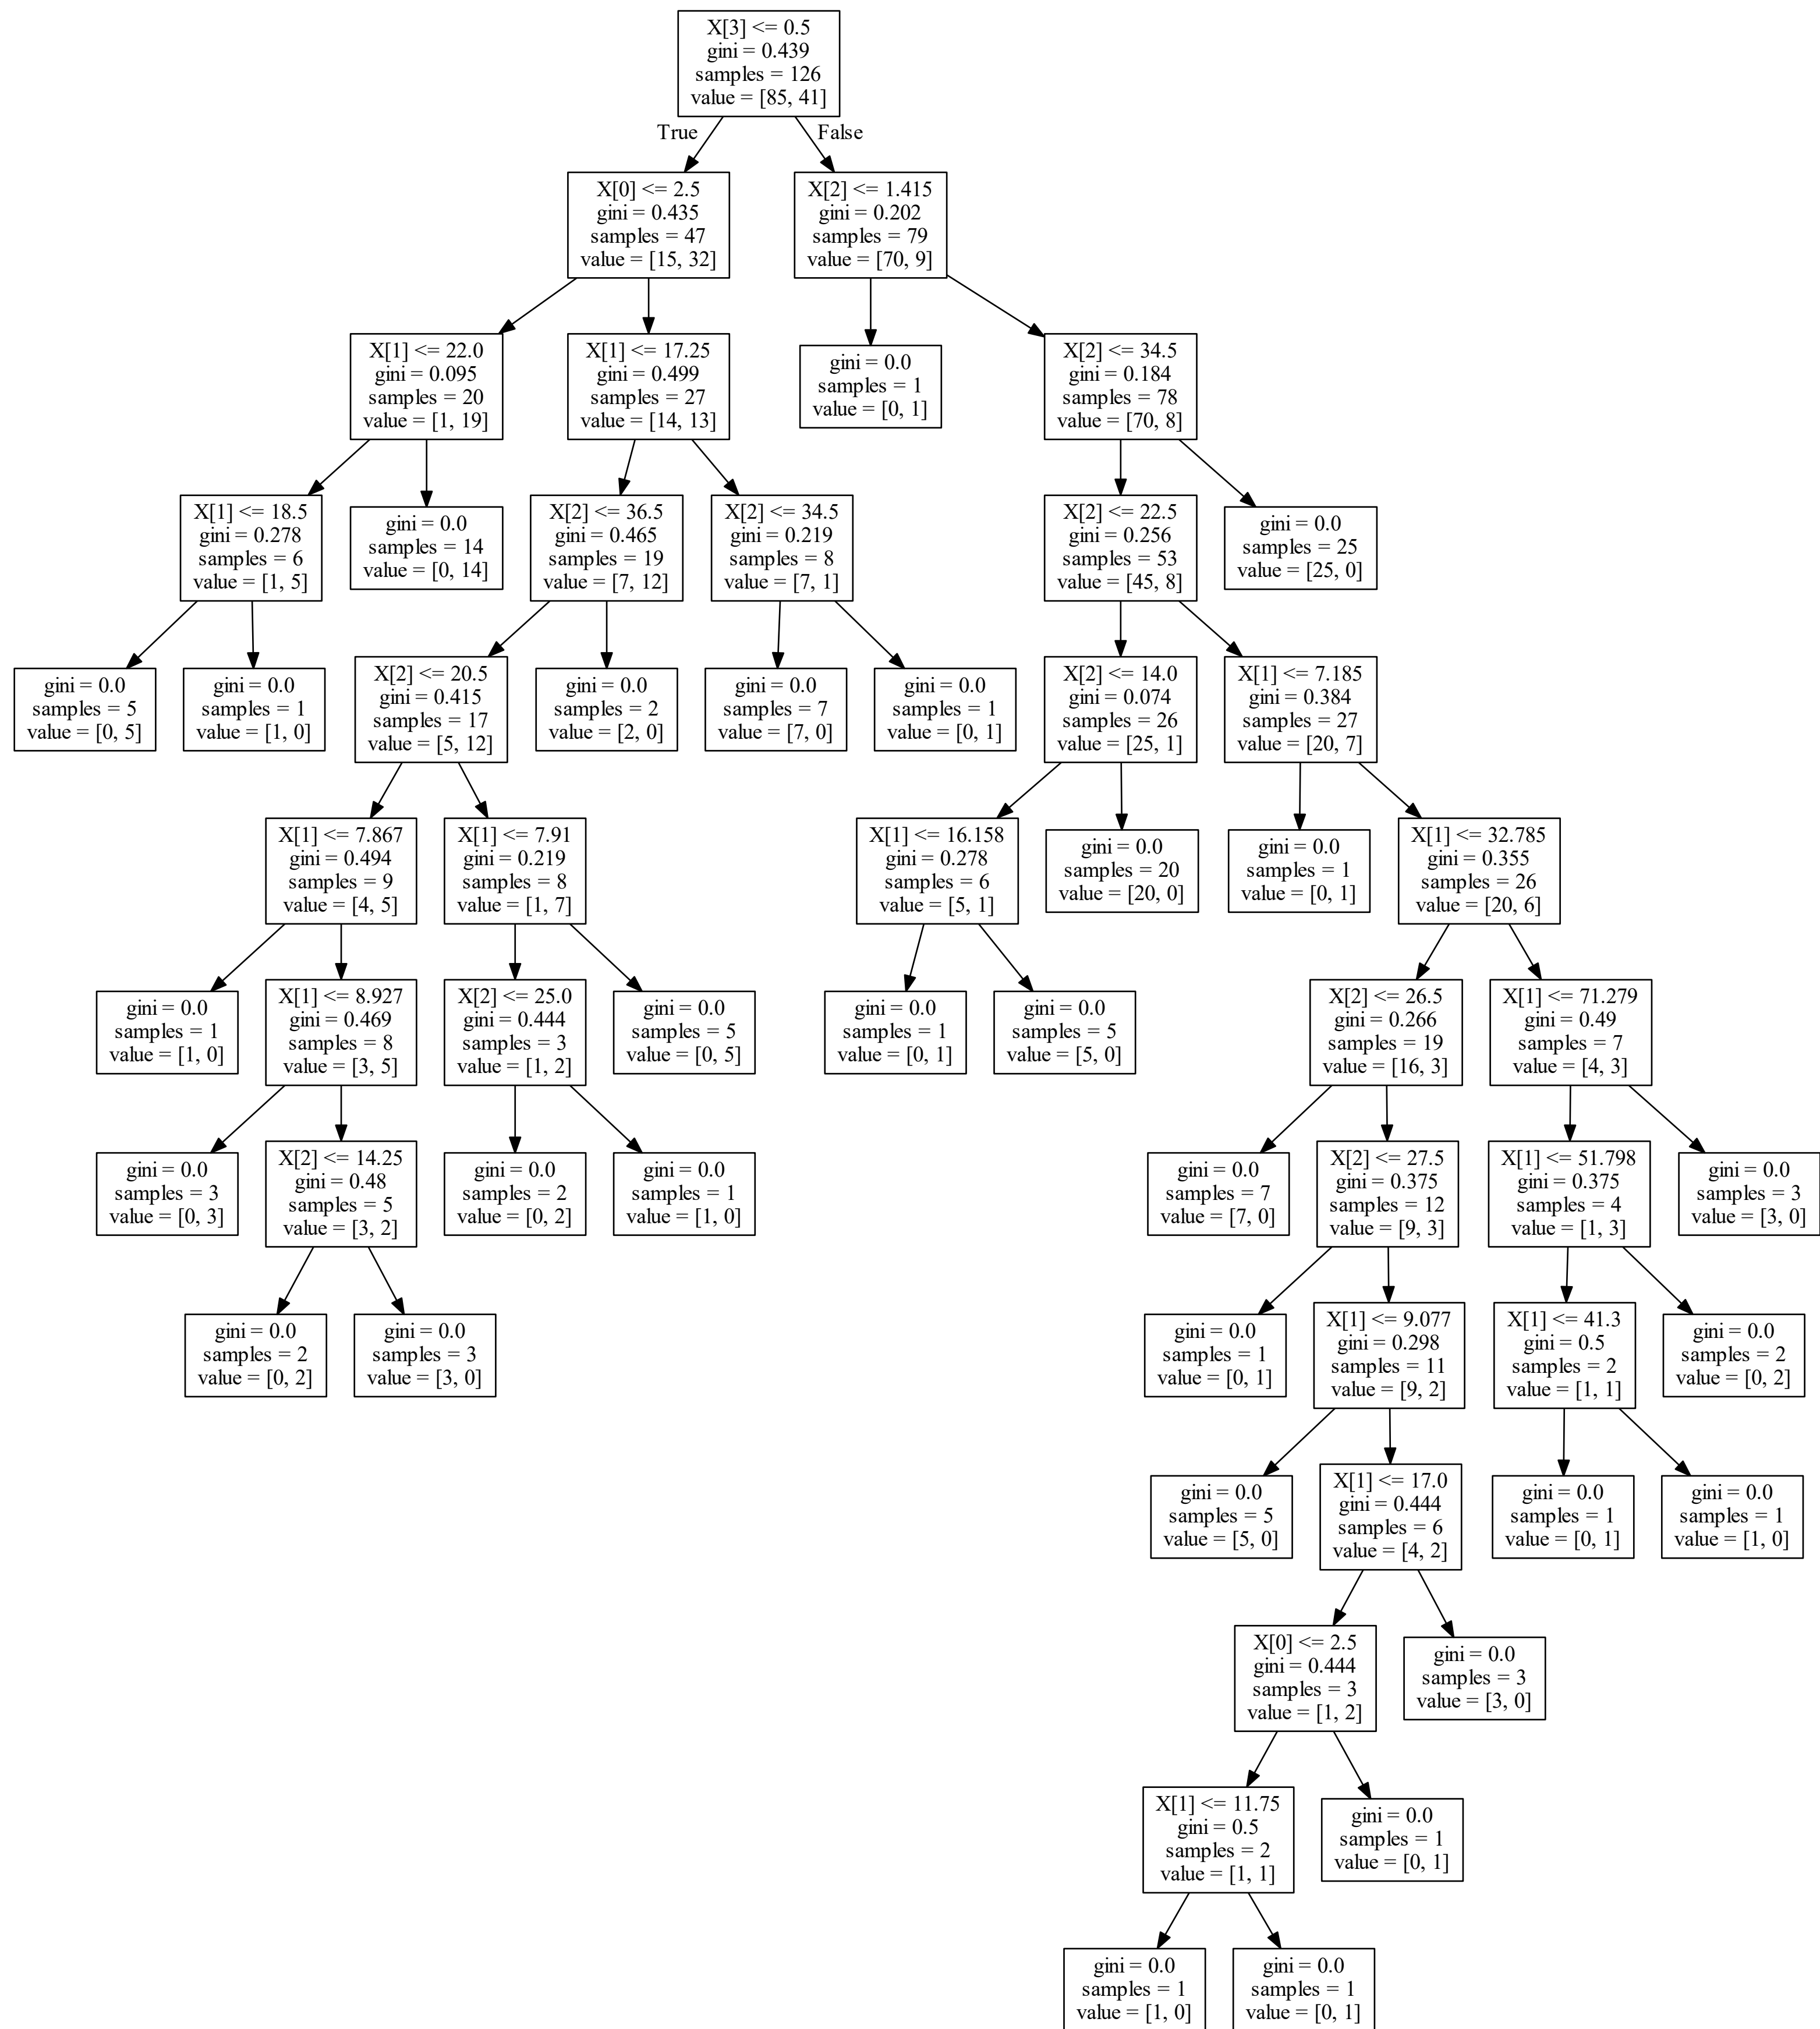 X[3] <= 0.5
gini = 0.439
samples = 126
value = [85, 41]
True
False
X[0] <= 2.5
gini = 0.435
samples = 47
value = [15, 32]
X[2] <= 1.415
gini = 0.202
samples = 79
value = [70, 9]
X[1] <= 22.0
gini = 0.095
samples = 20
value = [1, 19]
X[1] <= 17.25
gini = 0.499
samples = 27
value = [14, 13]
gini = 0.0
samples = 1
value = [0, 1]
X[2] <= 34.5
gini = 0.184
samples = 78
value = [70, 8]
X[1] <= 18.5
gini = 0.278
samples = 6
value = [1, 5]
gini = 0.0
samples = 14
value = [0, 14]
X[2] <= 36.5
gini = 0.465
samples = 19
value = [7, 12]
X[2] <= 34.5
gini = 0.219
samples = 8
value = [7, 1]
X[2] <= 22.5
gini = 0.256
samples = 53
value = [45, 8]
gini = 0.0
samples = 25
value = [25, 0]
gini = 0.0
samples = 5
value = [0, 5]
gini = 0.0
samples = 1
value = [1, 0]
X[2] <= 20.5
gini = 0.415
samples = 17
value = [5, 12]
gini = 0.0
samples = 2
value = [2, 0]
gini = 0.0
samples = 7
value = [7, 0]
gini = 0.0
samples = 1
value = [0, 1]
X[2] <= 14.0
gini = 0.074
samples = 26
value = [25, 1]
X[1] <= 7.185
gini = 0.384
samples = 27
value = [20, 7]
X[1] <= 7.867
gini = 0.494
samples = 9
value = [4, 5]
X[1] <= 7.91
gini = 0.219
samples = 8
value = [1, 7]
X[1] <= 16.158
gini = 0.278
samples = 6
value = [5, 1]
gini = 0.0
samples = 20
value = [20, 0]
gini = 0.0
samples = 1
value = [0, 1]
X[1] <= 32.785
gini = 0.355
samples = 26
value = [20, 6]
gini = 0.0
samples = 1
value = [1, 0]
X[1] <= 8.927
gini = 0.469
samples = 8
value = [3, 5]
X[2] <= 25.0
gini = 0.444
samples = 3
value = [1, 2]
gini = 0.0
samples = 5
value = [0, 5]
gini = 0.0
samples = 1
value = [0, 1]
gini = 0.0
samples = 5
value = [5, 0]
X[2] <= 26.5
gini = 0.266
samples = 19
value = [16, 3]
X[1] <= 71.279
gini = 0.49
samples = 7
value = [4, 3]
gini = 0.0
samples = 3
value = [0, 3]
X[2] <= 14.25
gini = 0.48
samples = 5
value = [3, 2]
gini = 0.0
samples = 2
value = [0, 2]
gini = 0.0
samples = 1
value = [1, 0]
gini = 0.0
samples = 7
value = [7, 0]
X[2] <= 27.5
gini = 0.375
samples = 12
value = [9, 3]
X[1] <= 51.798
gini = 0.375
samples = 4
value = [1, 3]
gini = 0.0
samples = 3
value = [3, 0]
gini = 0.0
samples = 2
value = [0, 2]
gini = 0.0
samples = 3
value = [3, 0]
gini = 0.0
samples = 1
value = [0, 1]
X[1] <= 9.077
gini = 0.298
samples = 11
value = [9, 2]
X[1] <= 41.3
gini = 0.5
samples = 2
value = [1, 1]
gini = 0.0
samples = 2
value = [0, 2]
gini = 0.0
samples = 5
value = [5, 0]
X[1] <= 17.0
gini = 0.444
samples = 6
value = [4, 2]
gini = 0.0
samples = 1
value = [0, 1]
gini = 0.0
samples = 1
value = [1, 0]
X[0] <= 2.5
gini = 0.444
samples = 3
value = [1, 2]
gini = 0.0
samples = 3
value = [3, 0]
X[1] <= 11.75
gini = 0.5
samples = 2
value = [1, 1]
gini = 0.0
samples = 1
value = [0, 1]
gini = 0.0
samples = 1
value = [1, 0]
gini = 0.0
samples = 1
value = [0, 1]